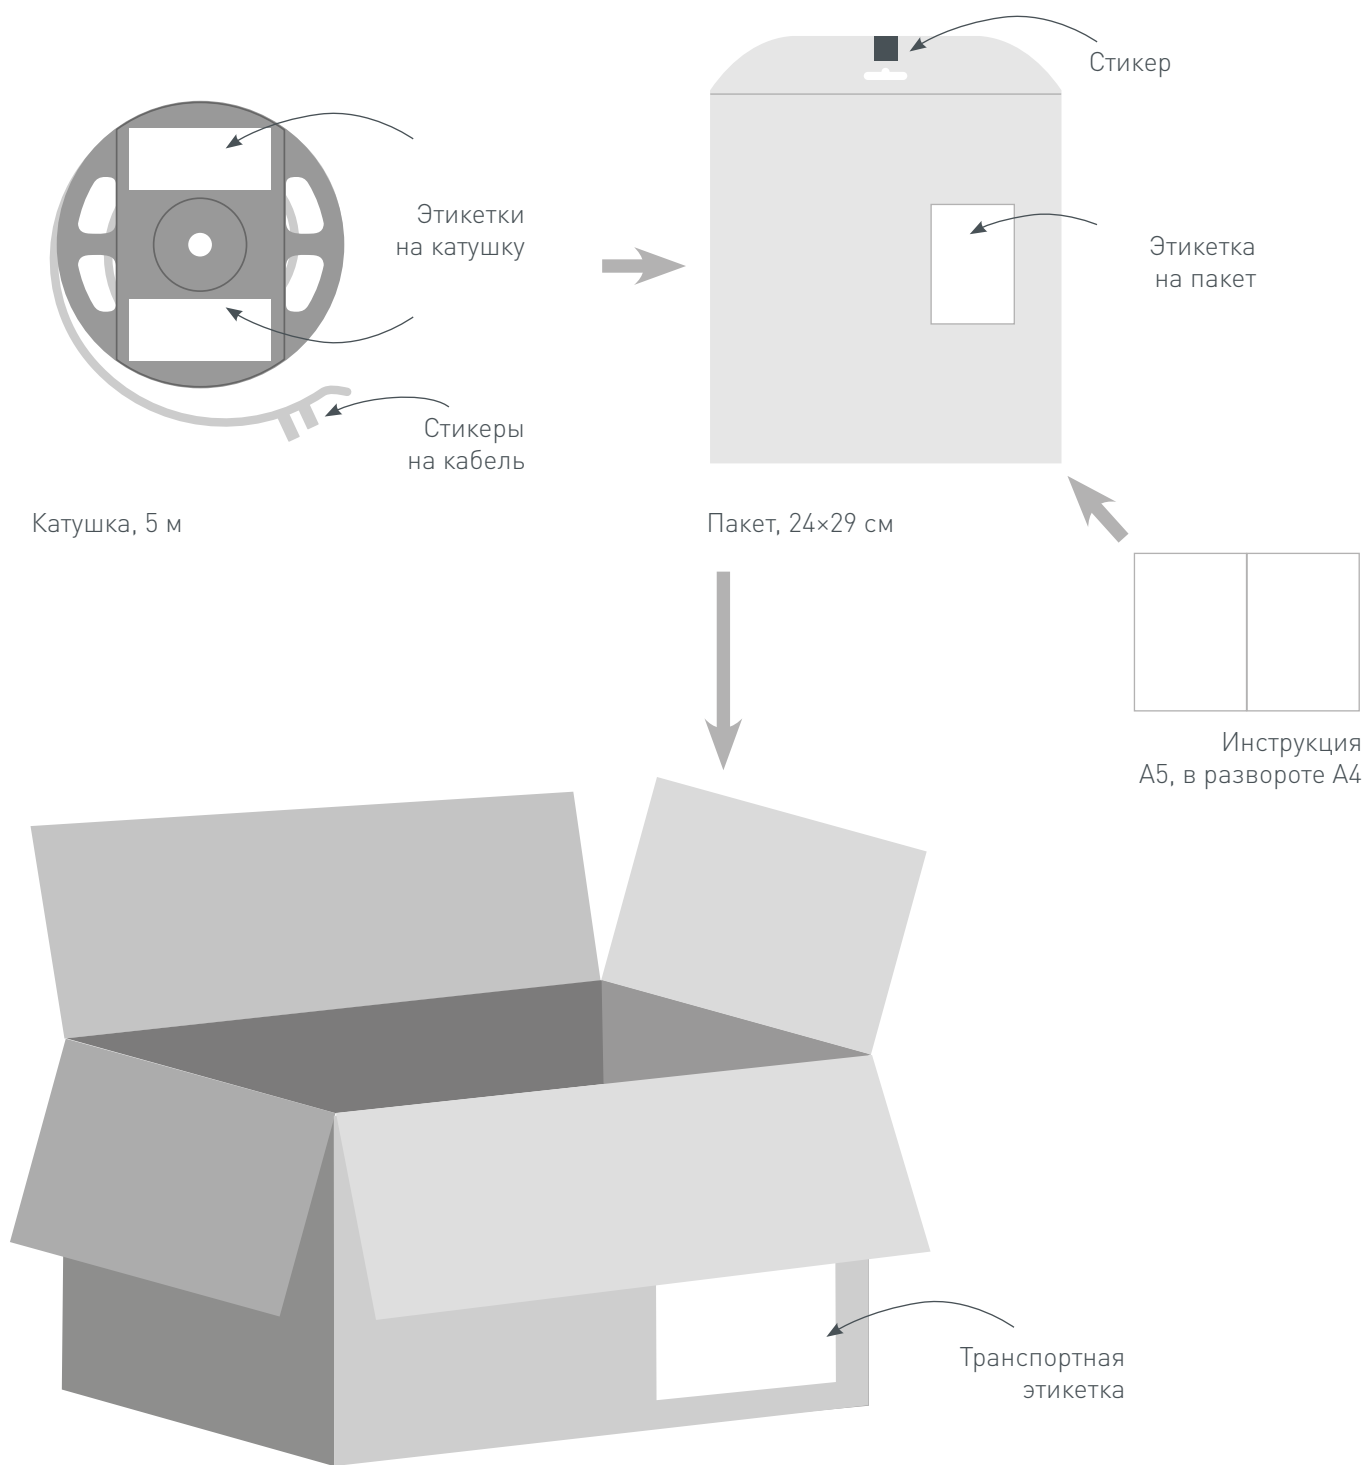 Стикер
Этикетки
на катушку
Этикетка
на пакет
Стикеры
на кабель
Катушка, 5 м
Пакет, 24×29 см
Инструкция
А5, в развороте А4
Транспортная
этикетка